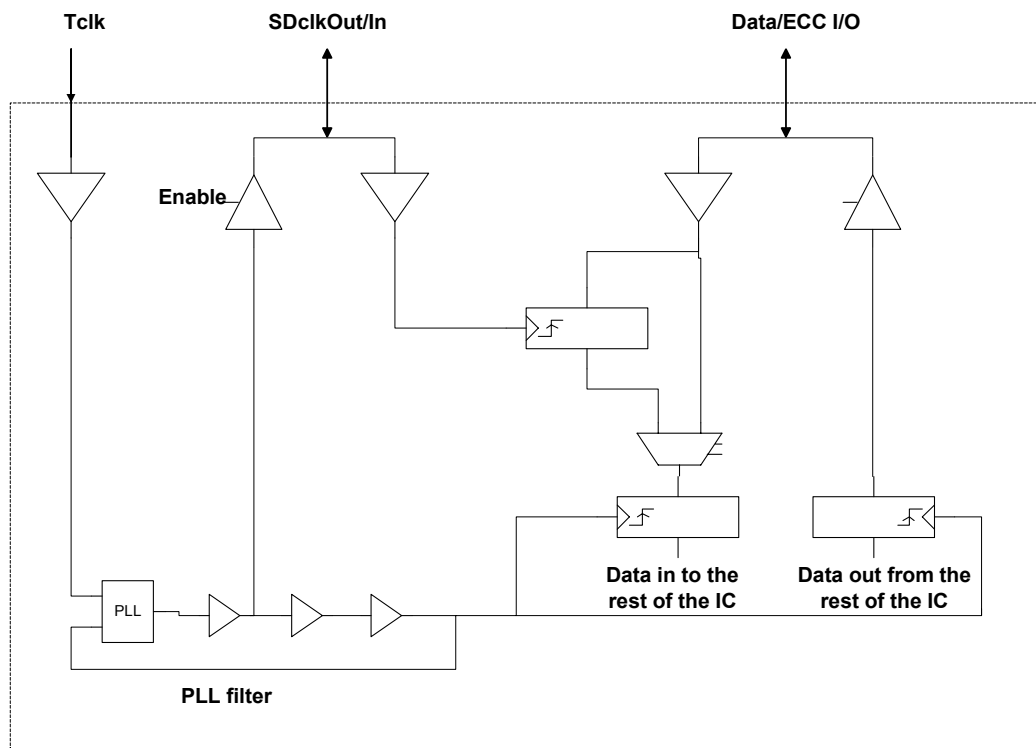 Tclk
SDclkOut/In
Data/ECC I/O
Enable
Data in to the
rest of the IC
Data out from the
rest of the IC
PLL
PLL filter